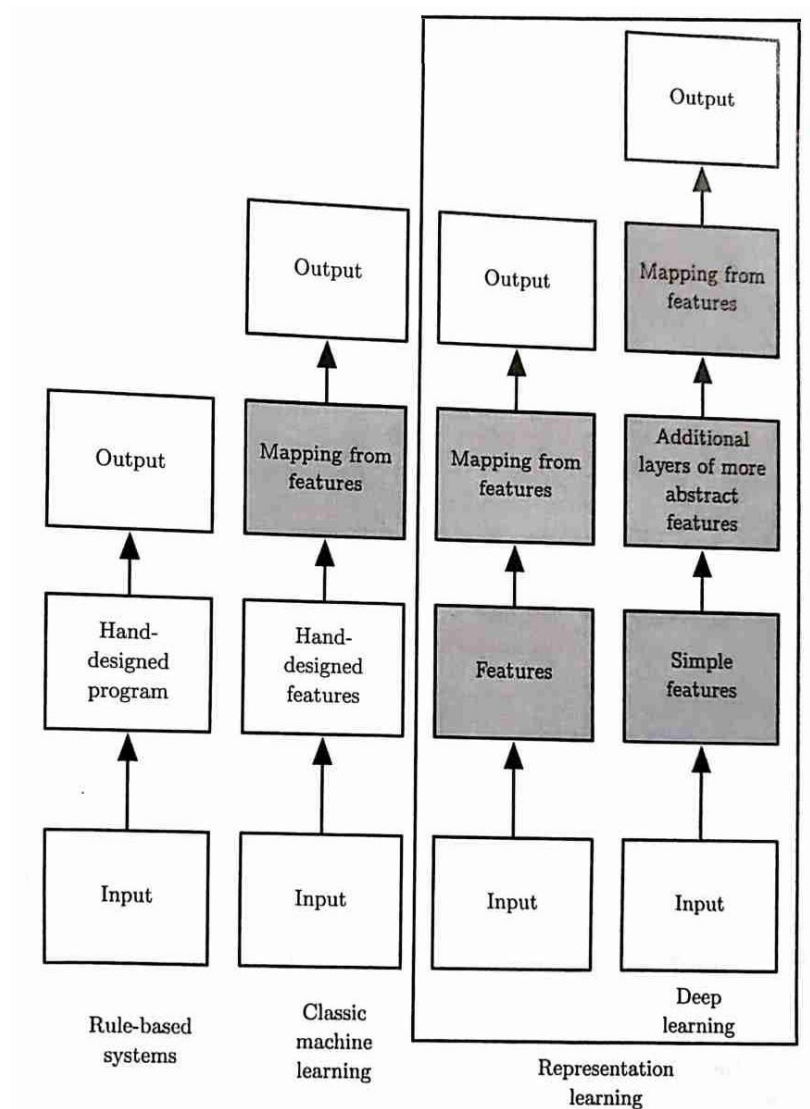 Output
Output
Mapping from
features
Output
Output
Mapping from
features
Mapping from
features
Additional
layers of more
abstract
features
Hand-
designed
program
Hand-
designed
features
Features
Simple
features
Input
Input
Input
Input
Rule-based
systems
Classic
machine
learning
Deep
learning
Representation
learning